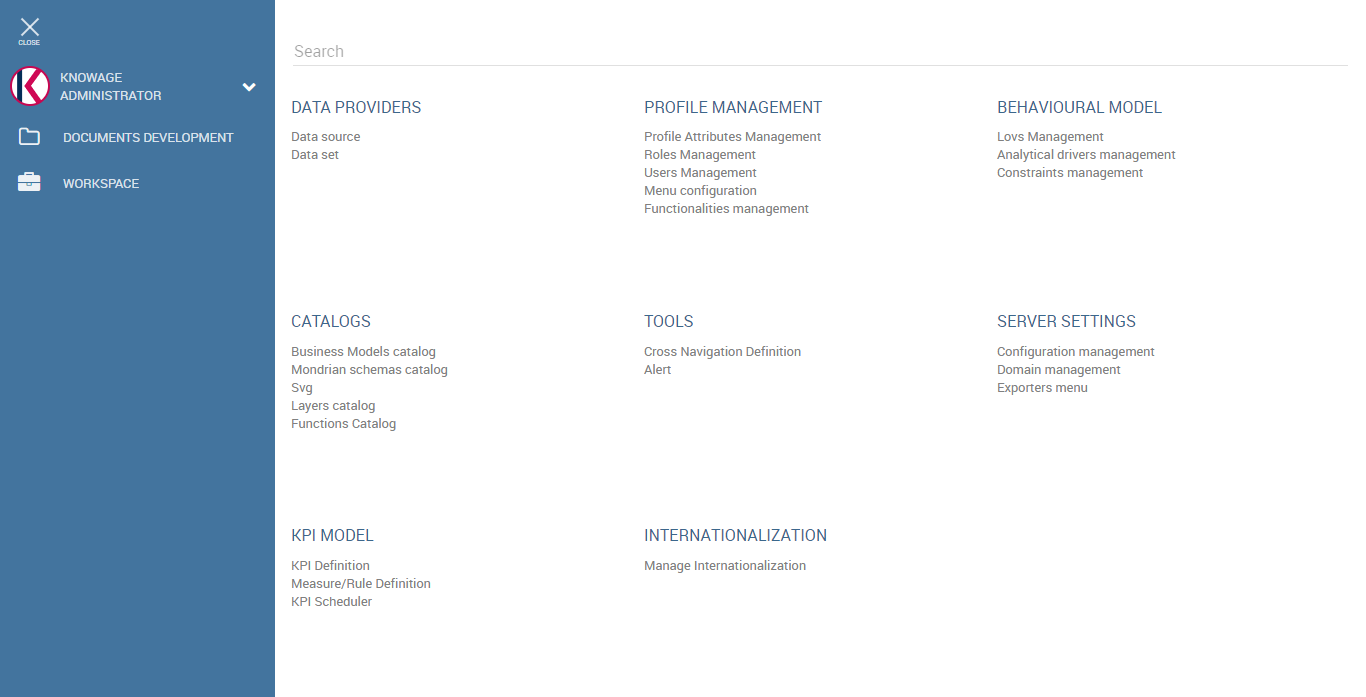 CLOSE
KNOWAGE
ADMINISTRATOR
DOCUMENTS DEVELOPMENT
WORKSPACE
Search
DATA PROVIDERS
Data source
Data set
PROFILE MANAGEMENT
Profile Attributes Management
Roles Management
Users Management
Menu configuration
Functionalities management
BEHAVIOURAL MODEL
Lovs Management
Analytical drivers management
Constraints management
CATALOGS
Business Models catalog
Mondrian schemas catalog
Svg
Layers catalog
Functions Catalog
TOOLS
Cross Navigation Definition
Alert
SERVER SETTINGS
Configuration management
Domain management
Exporters menu
KPI MODEL
KPI Definition
Measure/Rule Definition
KPI Scheduler
INTERNATIONALIZATION
Manage Internationalization